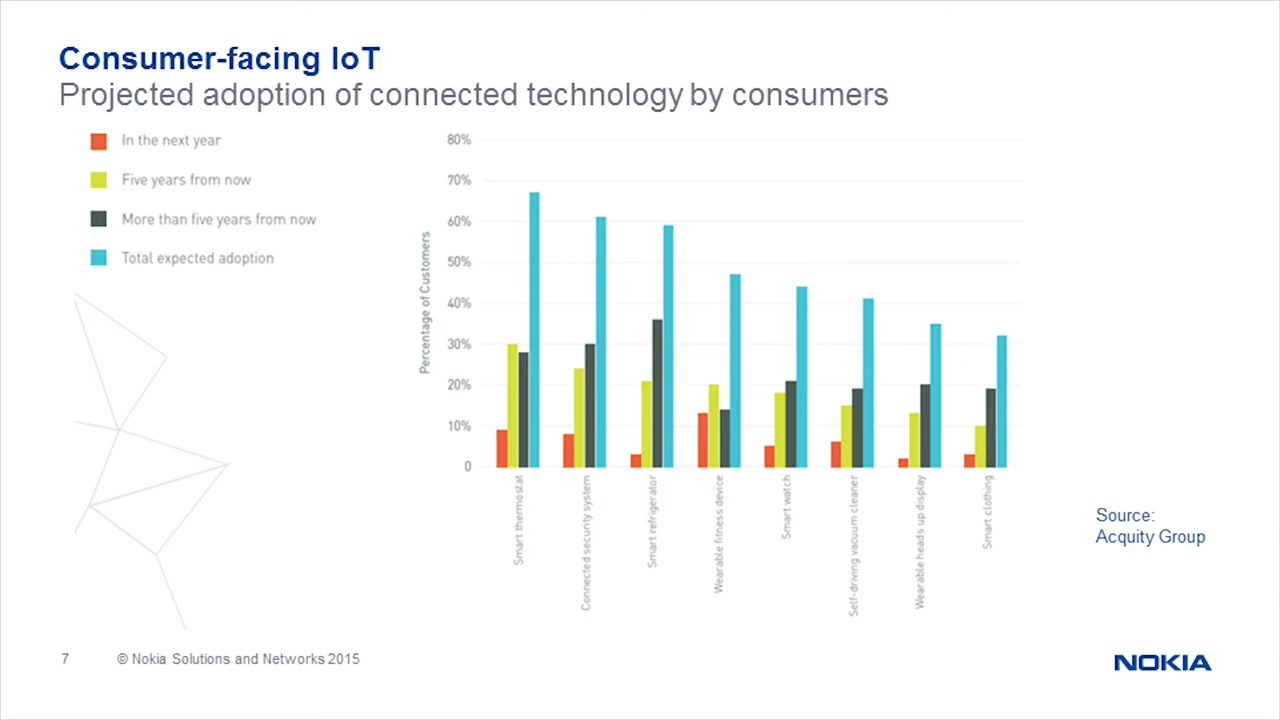 Consumer-facing IoT
Projected adoption of connected technology by consumers
In the next year
Five years from now
More than five years from now
Total expected adoption
Percentage of Customers
80%
70%
60%
50%
40%
30%
20%
10%
0
Smart thermostat
Connected security system
Smart refrigerator
Wearable fitness device
Smart watch
Self-driving vacuum cleaner
Wearable heads up display
Smart clothing
Source:
Acquity Group
7 © Nokia Solutions and Networks 2015
NOKIA